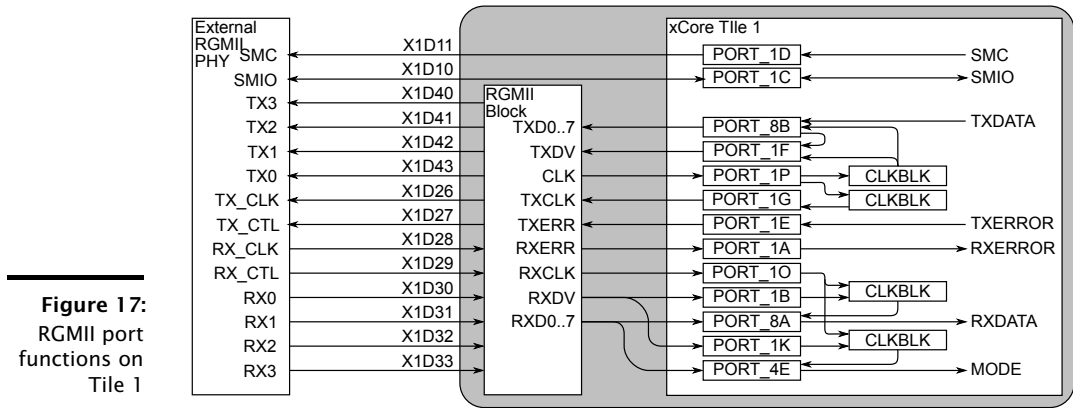 External
RGMII
PHY
SMC
SMIO
TX3
TX2
TX1
TX0
TX_CLK
TX_CTL
RX_CLK
RX_CTL
RX0
RX1
RX2
RX3
X1D11
X1D10
X1D40
X1D41
X1D42
X1D43
X1D26
X1D27
X1D28
X1D29
X1D30
X1D31
X1D32
X1D33
RGMII
Block
TXD0..7
TXDV
CLK
TXCLK
TXERR
RXERR
RXCLK
RXDV
RXD0..7
xCore TIle 1
PORT_1D
PORT_1C
PORT_8B
PORT_1F
PORT_1P
PORT_1G
PORT_1E
PORT_1A
PORT_1O
PORT_1B
PORT_8A
PORT_1K
PORT_4E
CLKBLK
CLKBLK
CLKBLK
CLKBLK
SMC
SMIO
TXDATA
TXERROR
RXERROR
RXDATA
MODE
Figure 17:
RGMII port
functions on
Tile 1